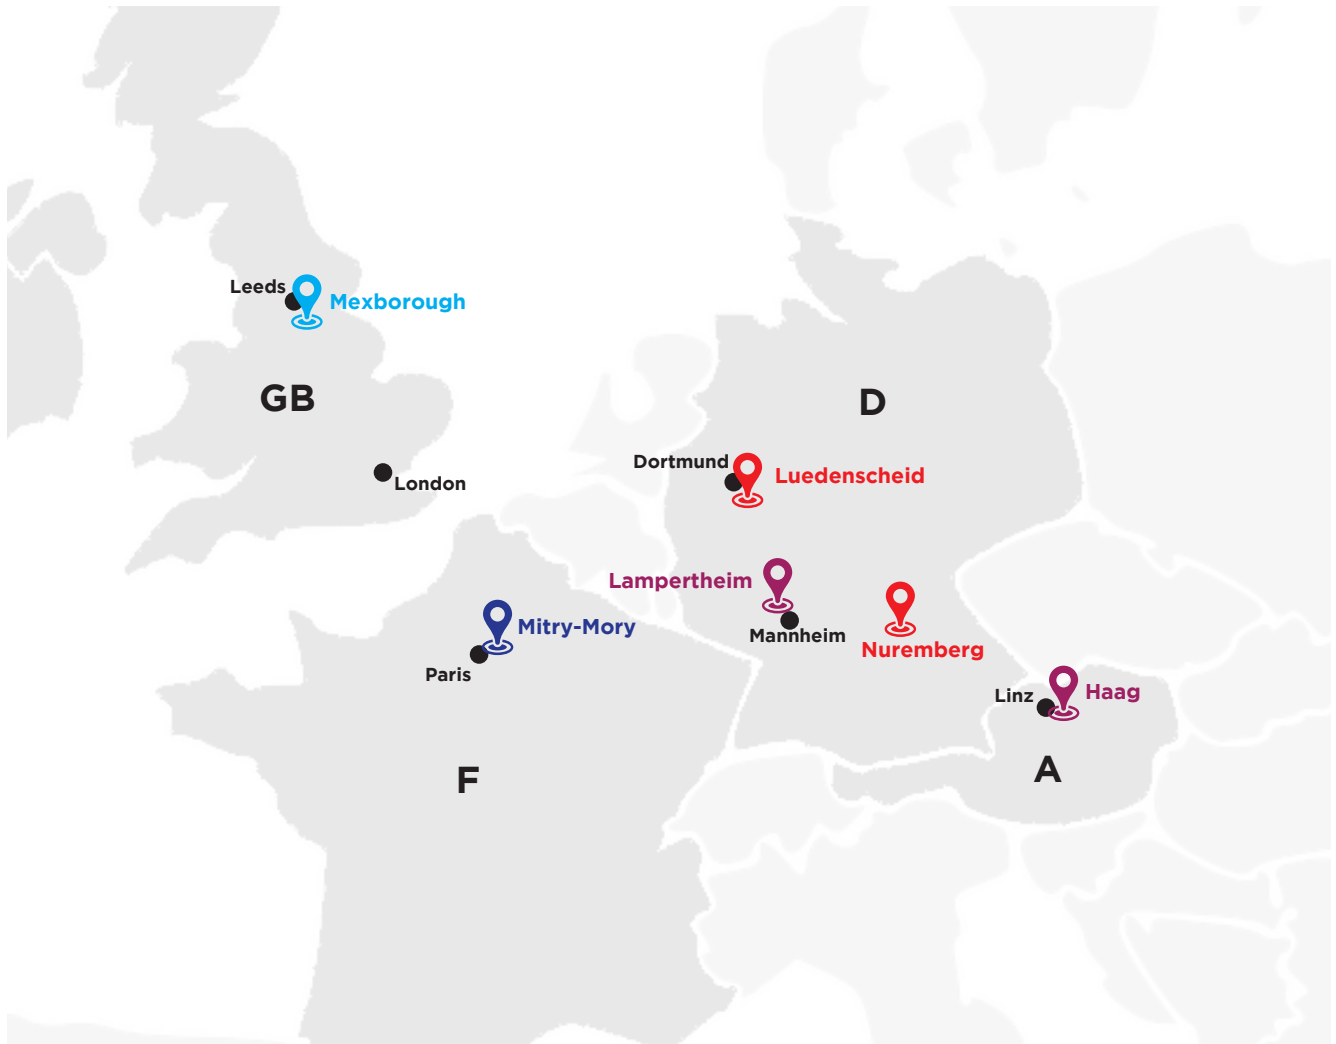 Leeds
Mexborough
GB
D
London
Dortmund
Luedenscheid
Lampertheim
Mannheim
Nuremberg
Mitry-Mory
Paris
Linz
Haag
F
A